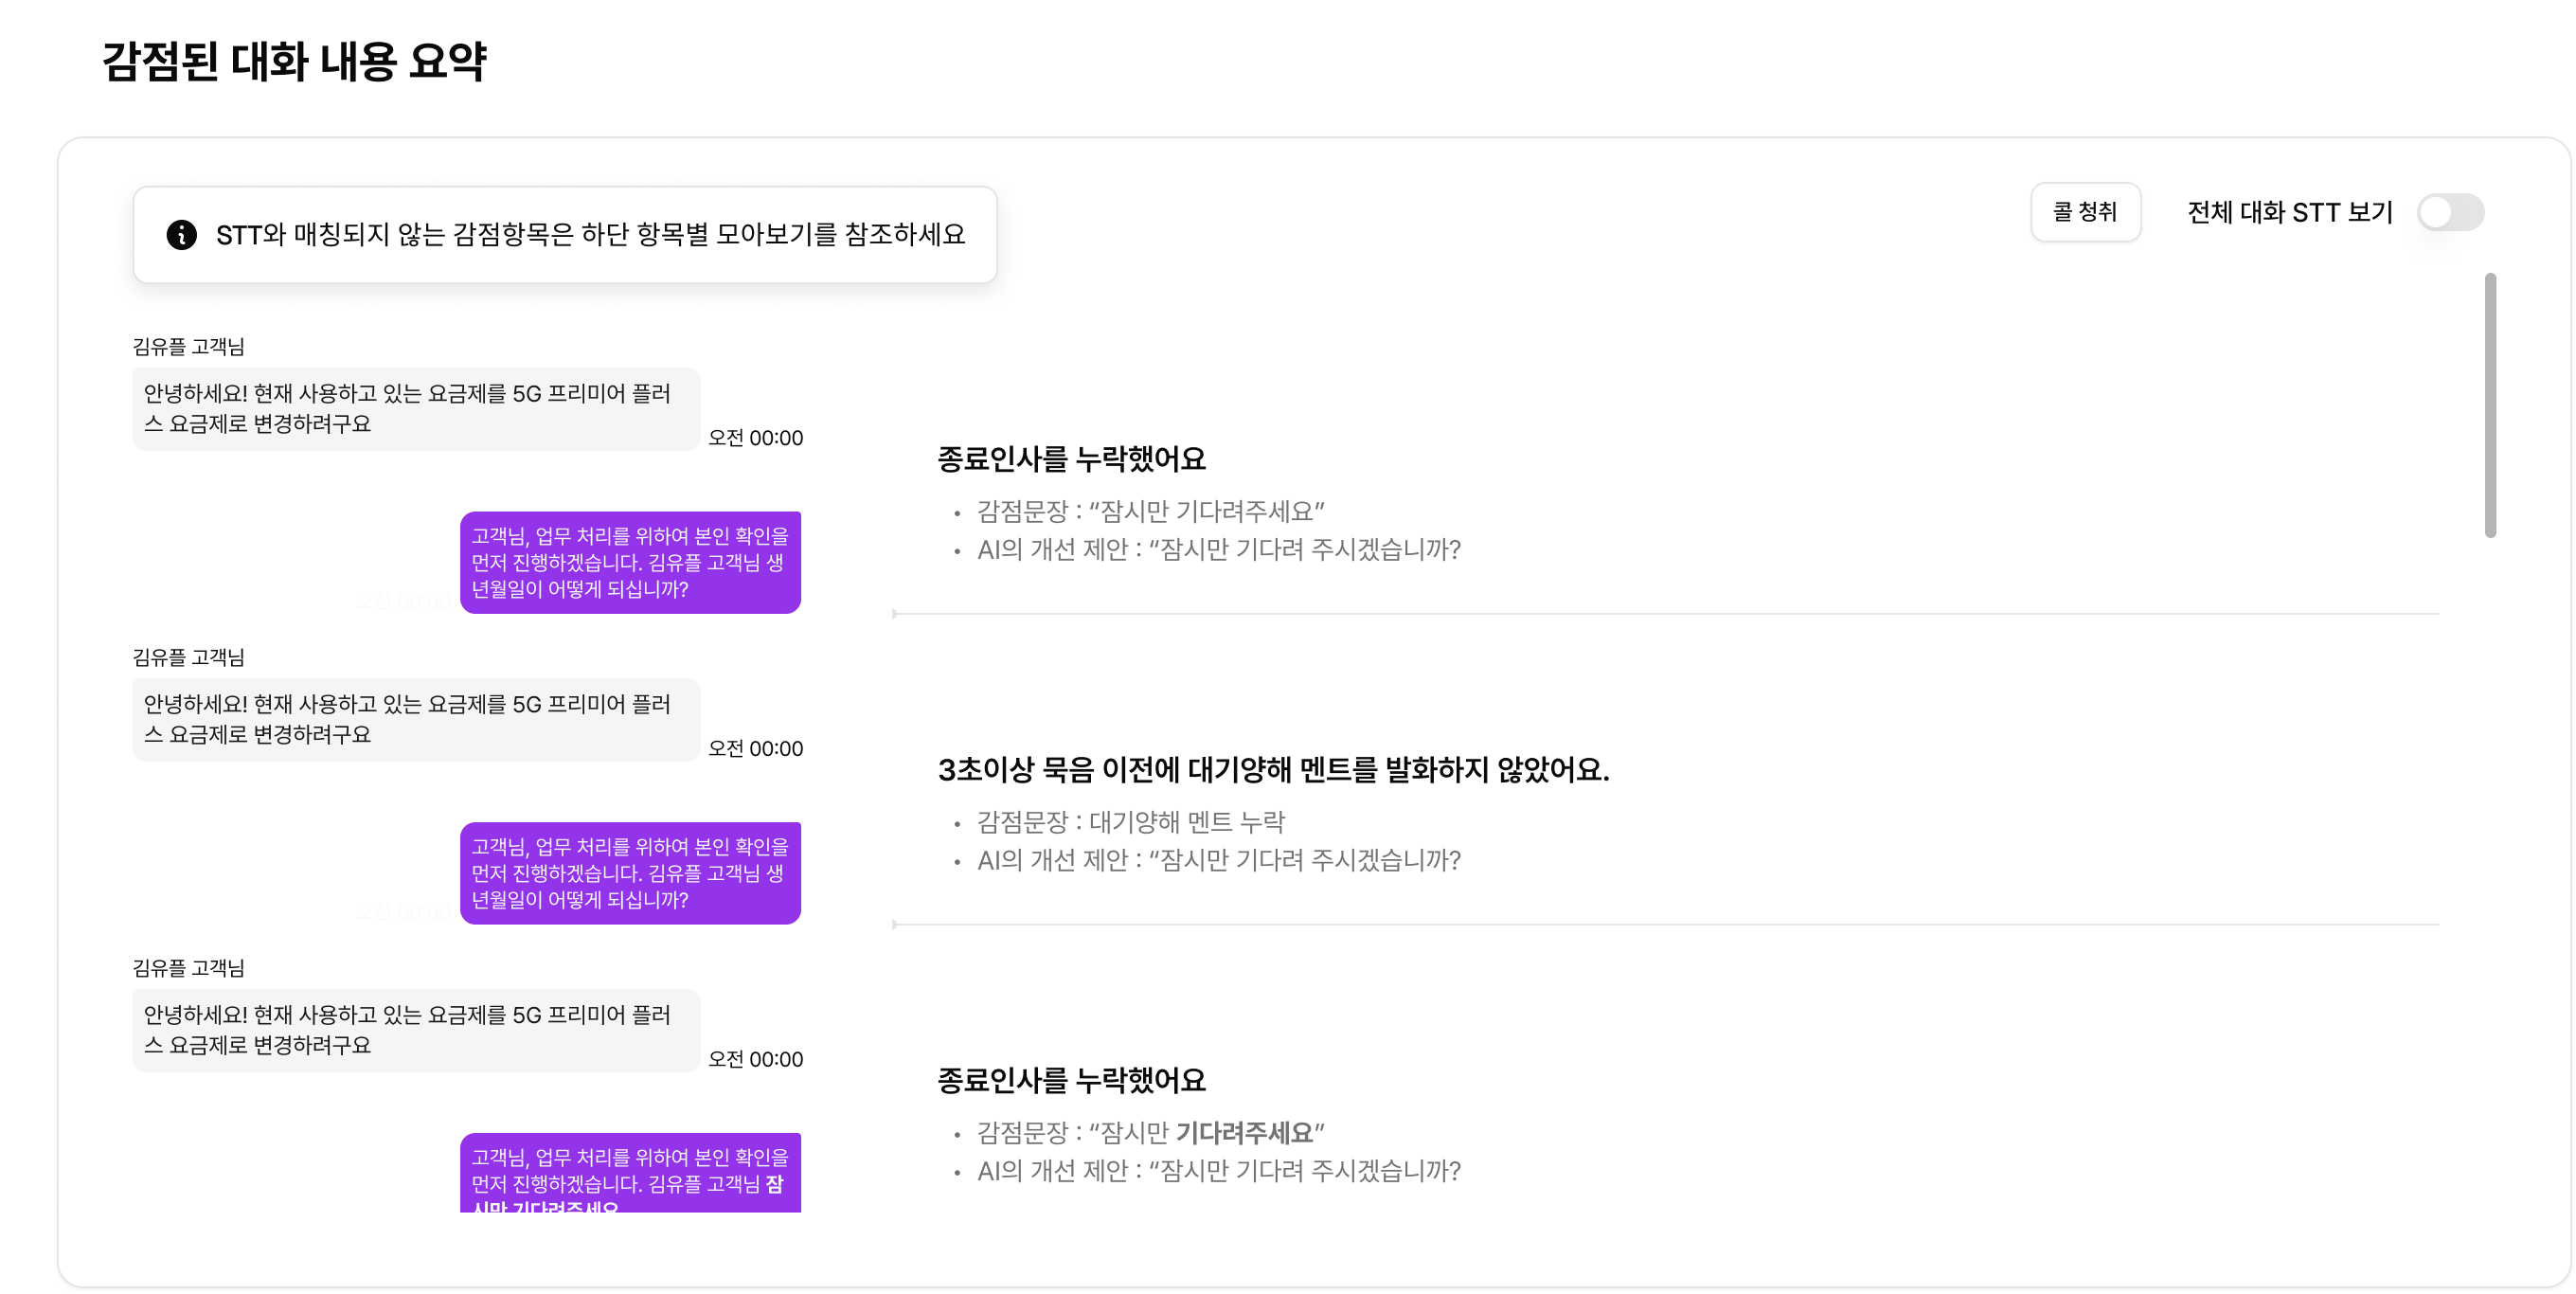 감점된 대화 내용 요약
STT와 매칭되지 않는 감점항목은 하단 항목별 모아보기를 참조하세요
콜 청취
전체 대화 STT 보기
김유플 고객님
안녕하세요! 현재 사용하고 있는 요금제를 5G 프리미어 플러
스 요금제로 변경하려구요
오전 00:00
고객님, 업무 처리를 위하여 본인 확인을
먼저 진행하겠습니다. 김유플 고객님 생
년월일이 어떻게 되십니까?
오전 00:00
종료인사를 누락했어요
• 감점문장 : “잠시만 기다려주세요”
• AI의 개선 제안 : “잠시만 기다려 주시겠습니까?
김유플 고객님
안녕하세요! 현재 사용하고 있는 요금제를 5G 프리미어 플러
스 요금제로 변경하려구요
오전 00:00
고객님, 업무 처리를 위하여 본인 확인을
먼저 진행하겠습니다. 김유플 고객님 생
년월일이 어떻게 되십니까?
오전 00:00
3초이상 묵음 이전에 대기양해 멘트를 발화하지 않았어요.
• 감점문장 : 대기양해 멘트 누락
• AI의 개선 제안 : “잠시만 기다려 주시겠습니까?
김유플 고객님
안녕하세요! 현재 사용하고 있는 요금제를 5G 프리미어 플러
스 요금제로 변경하려구요
오전 00:00
고객님, 업무 처리를 위하여 본인 확인을
먼저 진행하겠습니다. 김유플 고객님 잠
시만 기다려주세요
종료인사를 누락했어요
• 감점문장 : “잠시만 기다려주세요”
• AI의 개선 제안 : “잠시만 기다려 주시겠습니까?